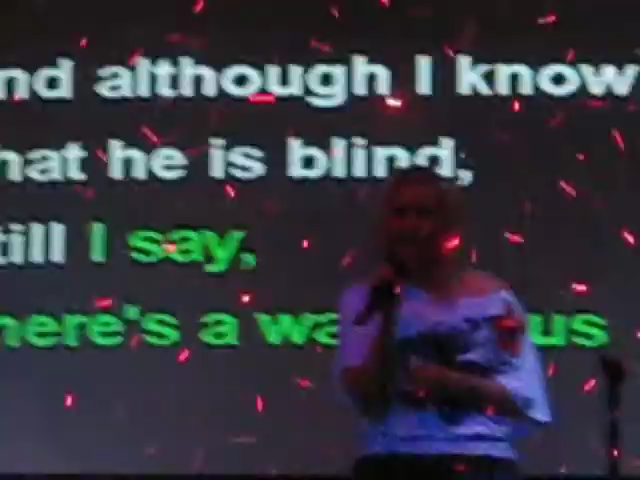 nd although I know
hat he is blind,
till I say,
here's a wa us